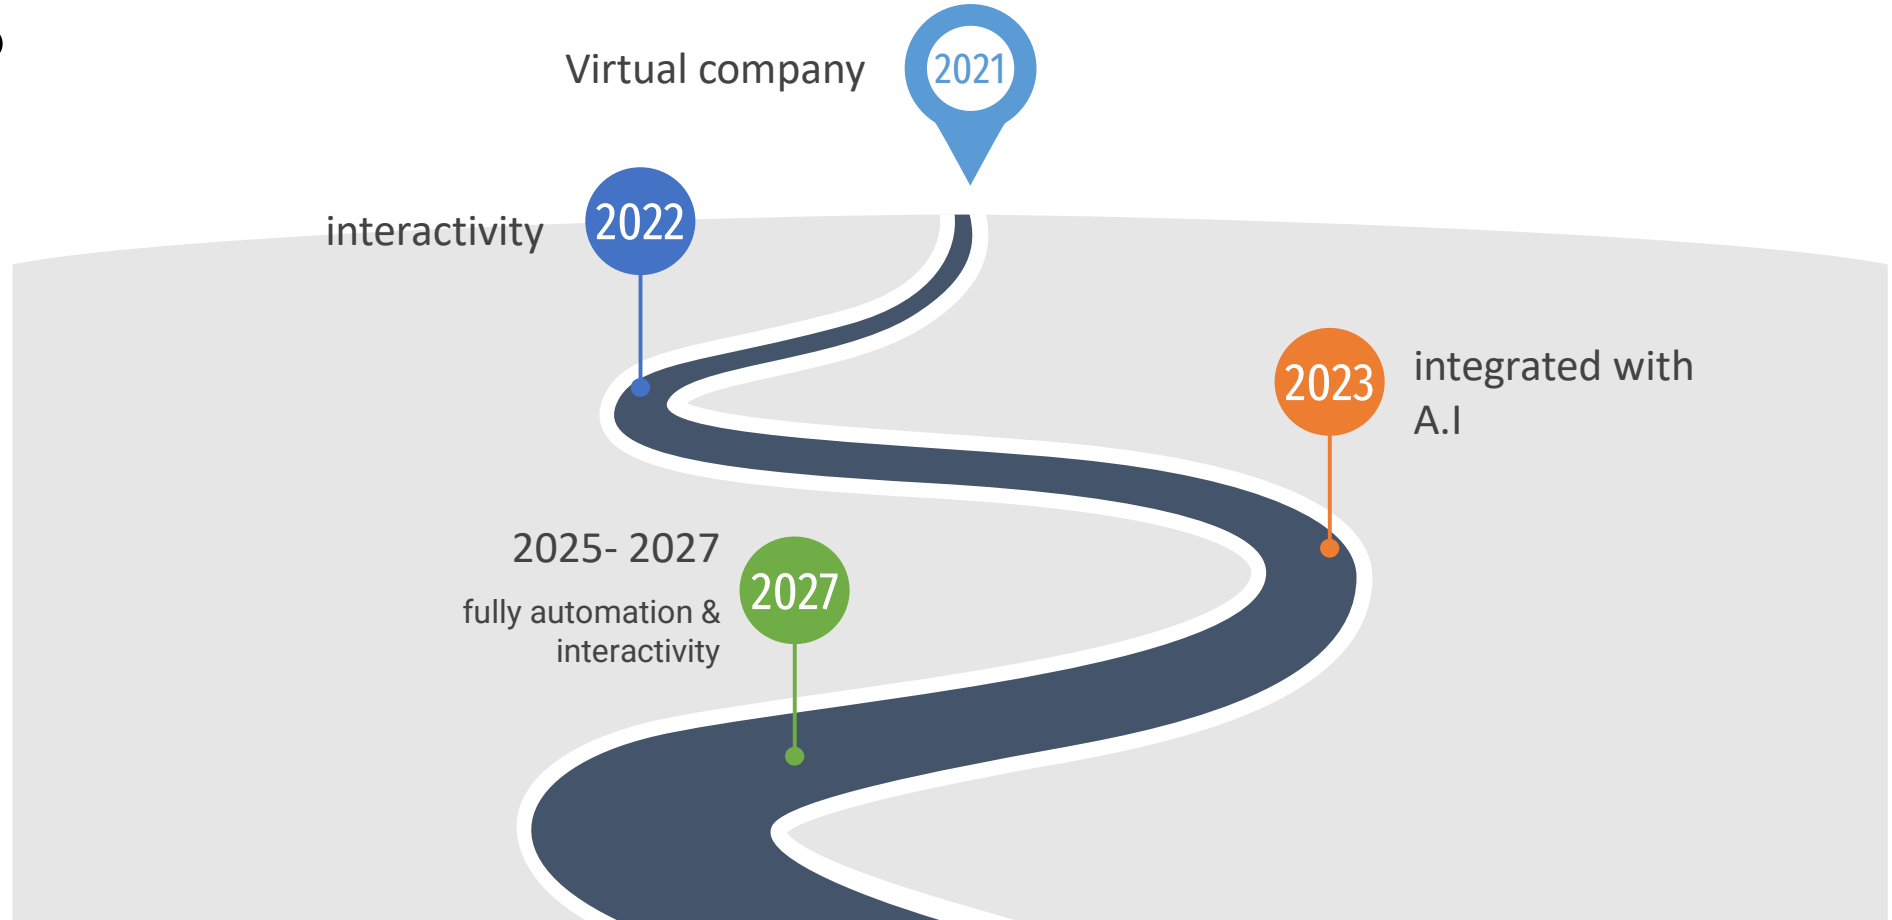 Virtual company
2021
interactivity
2022
2023
integrated with
A.I
2025- 2027
fully automation &
interactivity
2027